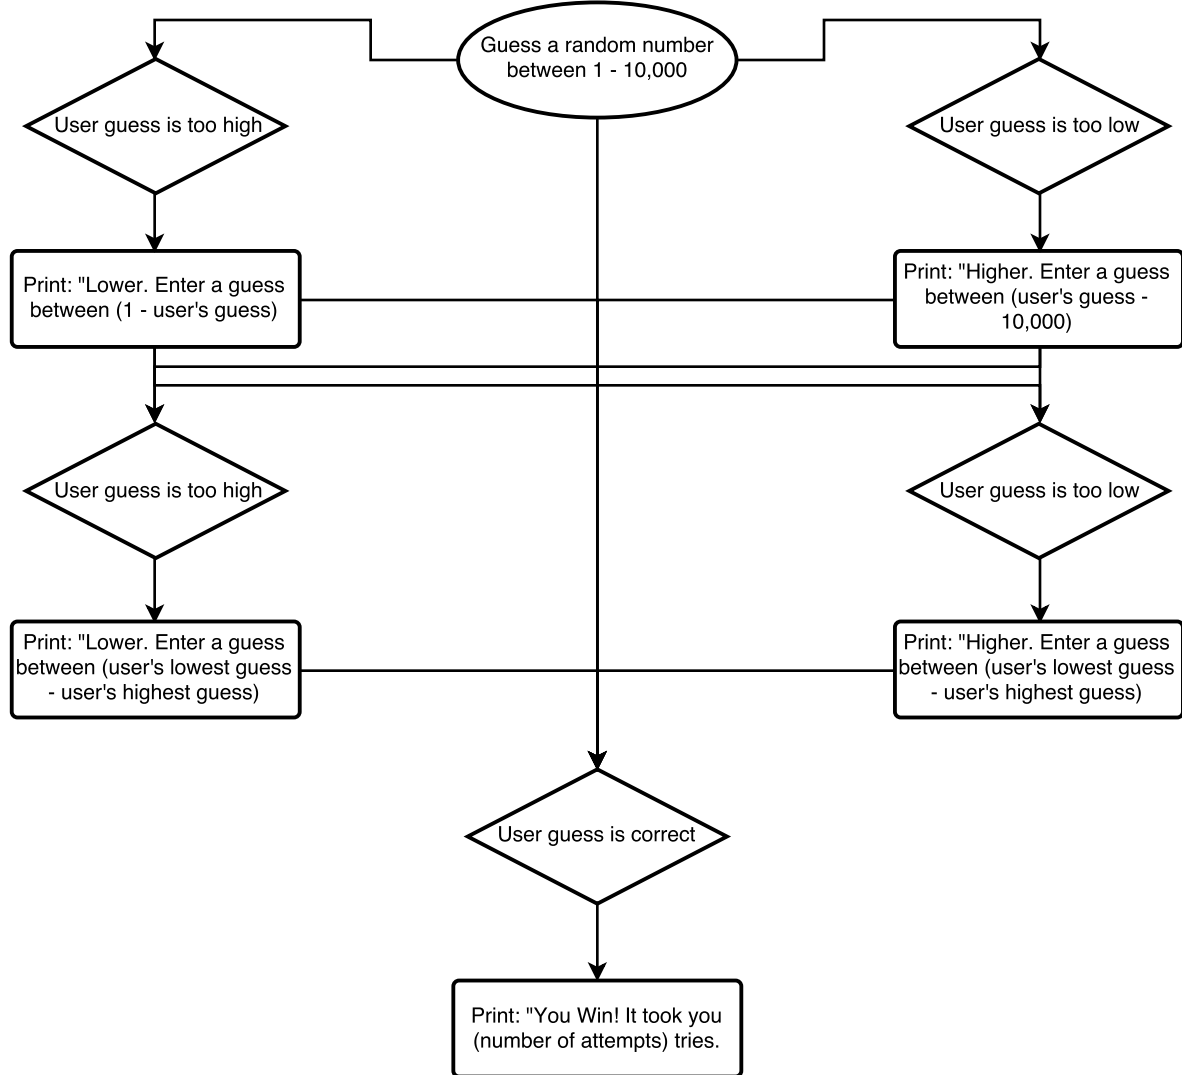 Guess a random number
between 1 - 10,000
User guess is too high
User guess is too low
Print: "Lower. Enter a guess
between (1 - user's guess)
Print: "Higher. Enter a guess
between (user's guess -
10,000)
User guess is too high
User guess is too low
Print: "Lower. Enter a guess
between (user's lowest guess
- user's highest guess)
Print: "Higher. Enter a guess
between (user's lowest guess
- user's highest guess)
User guess is correct
Print: "You Win! It took you
(number of attempts) tries.